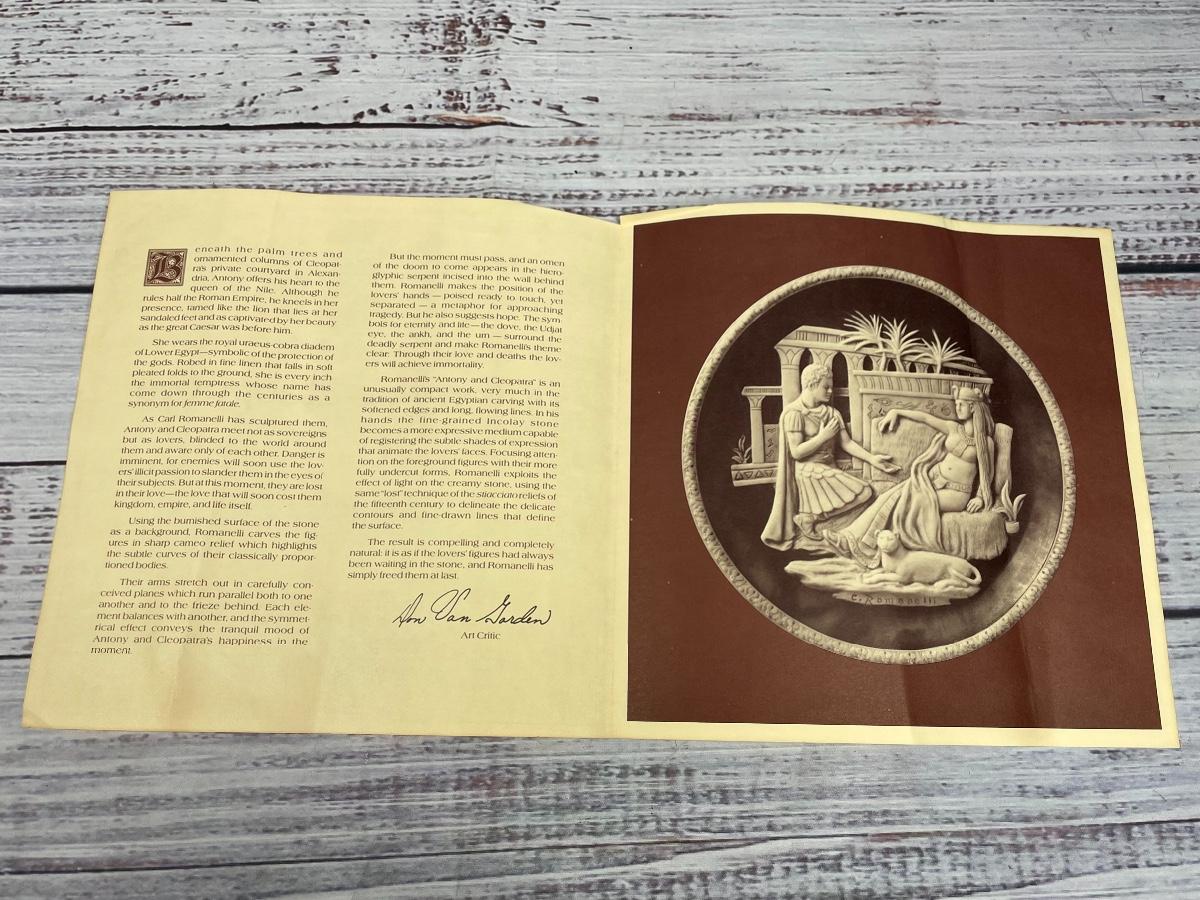 Beneath the palm trees and
ornamented columns of Cleopat-
ra's private courtyard in Alexan-
dria, Antony offers his heart to the
queen of the Nile. Although he
rules half the Roman Empire, he kneels in her
presence, tamed like the lion that lies at her
sandaled feet and as captivated by her beauty
as the great Caesar was before him.
She wears the royal uraeus-cobra diadem
of Lower Egypt—symbolic of the protection of
the gods. Robed in fine linen that falls in soft
pleated folds to the ground, she is every inch
the immortal temptress whose name has
come down through the centuries as a
synonym for femme fatale.
As Carl Romanelli has sculptured them,
Antony and Cleopatra meet not as sovereigns
but as lovers, blinded to the world around
them and aware only of each other. Danger is
imminent, for enemies will soon use the lov-
ers' illicit passion to slander them in the eyes of
their subjects. But at this moment, they are lost
in their love—the love that will soon cost them
kingdom, empire, and life itself.
Using the burnished surface of the stone
as a background, Romanelli carves the fig-
ures in sharp cameo relief which highlights
the subtle curves of their classically propor-
tioned bodies.
Their arms stretch out in carefully con-
ceived planes which run parallel both to one
another and to the frieze behind. Each ele-
ment balances with another, and the symmet-
rical effect conveys the tranquil mood of
Antony and Cleopatra's happiness in the
moment.
But the moment must pass, and an omen
of the doom to come appears in the hiero-
glyphic serpent incised into the wall behind
them. Romanelli makes the position of the
lovers' hands — poised ready to touch, yet
separated — a metaphor for approaching
tragedy. But he also suggests hope. The sym-
bols for eternity and life—the dove, the Udjat
eye, the ankh, and the urn — surround the
deadly serpent and make Romanelli's theme
clear: Through their love and deaths the lov-
ers will achieve immortality.
Romanelli's "Antony and Cleopatra" is an
unusually compact work, very much in the
tradition of ancient Egyptian carving with its
softened edges and long, flowing lines. In his
hands the fine-grained Incolay stone
becomes a more expressive medium capable
of registering the subtle shades of expression
that animate the lovers' faces. Focusing atten-
tion on the foreground figures with their more
fully undercut forms, Romanelli exploits the
effect of light on the creamy stone, using the
same "lost" technique of the stiacciato reliefs of
the fifteenth century to delineate the delicate
contours and fine-drawn lines that define
the surface.
The result is compelling and completely
natural: it is as if the lovers' figures had always
been waiting in the stone, and Romanelli has
simply freed them at last.
Don Van Gorden
Art Critic
C. Romanelli